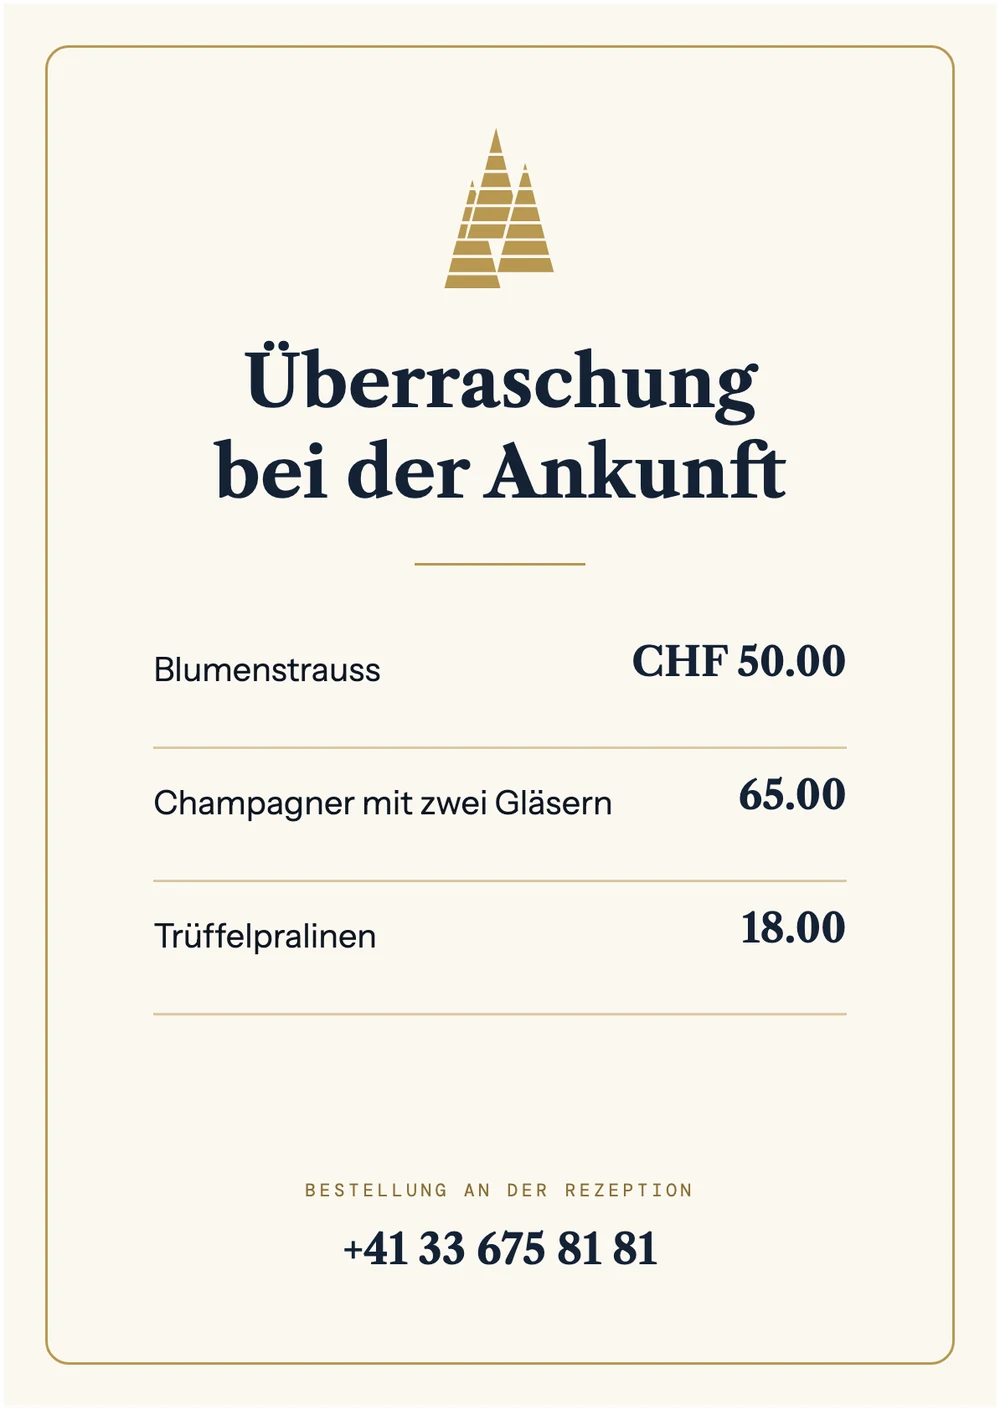 Überraschung
bei der Ankunft
Blumenstrauss CHF 50.00
Champagner mit zwei Gläsern 65.00
Trüffelpralinen 18.00
BESTELLUNG AN DER REZEPTION
+41 33 675 81 81